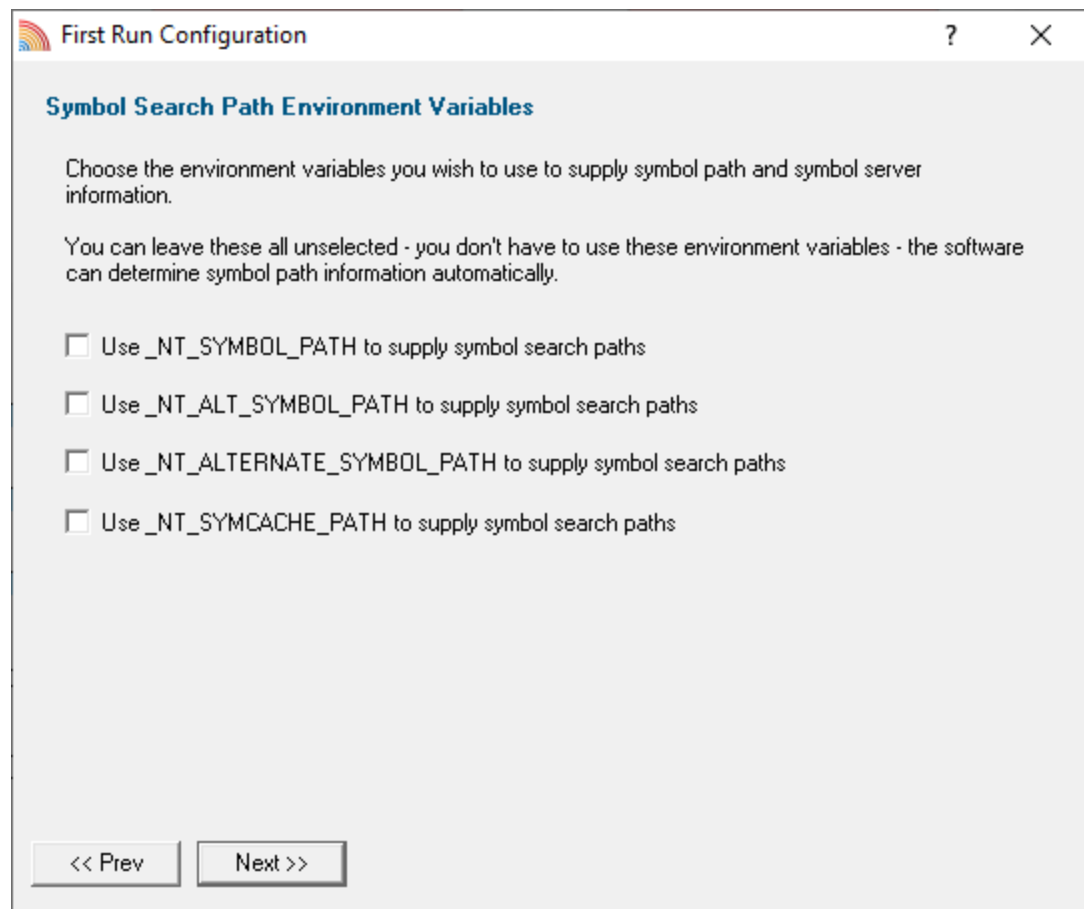 First Run Configuration
?
Symbol Search Path Environment Variables
Choose the environment variables you wish to use to supply symbol path and symbol server
information.
You can leave these all unselected - you don't have to use these environment variables - the software
can determine symbol path information automatically.
Use _NT_SYMBOL_PATH to supply symbol search paths
Use _NT_ALT_SYMBOL_PATH to supply symbol search paths
Use _NT_ALTERNATE_SYMBOL_PATH to supply symbol search paths
Use _NT_SYMCACHE_PATH to supply symbol search paths
<< Prev Next >>